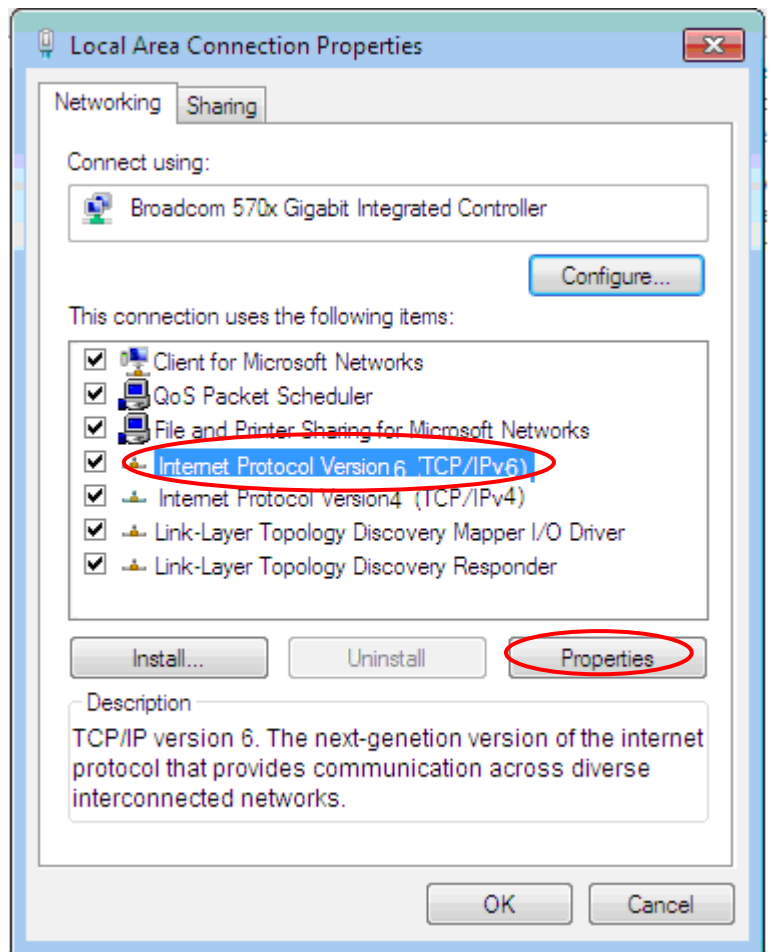 Local Area Connection Properties
Networking
Sharing
Connect using:
Broadcom 570x Gigabit Integrated Controller
Configure...
This connection uses the following items:
Client for Microsoft Networks
QoS Packet Scheduler
File and Printer Sharing for Microsoft Networks
Internet Protocol Version 6 (TCP/IPv6)
Internet Protocol Version4 (TCP/IPv4)
Link-Layer Topology Discovery Mapper I/O Driver
Link-Layer Topology Discovery Responder
Install...
Uninstall
Properties
Description
TCP/IP version 6. The next-genetion version of the internet
protocol that provides communication across diverse
interconnected networks.
OK
Cancel